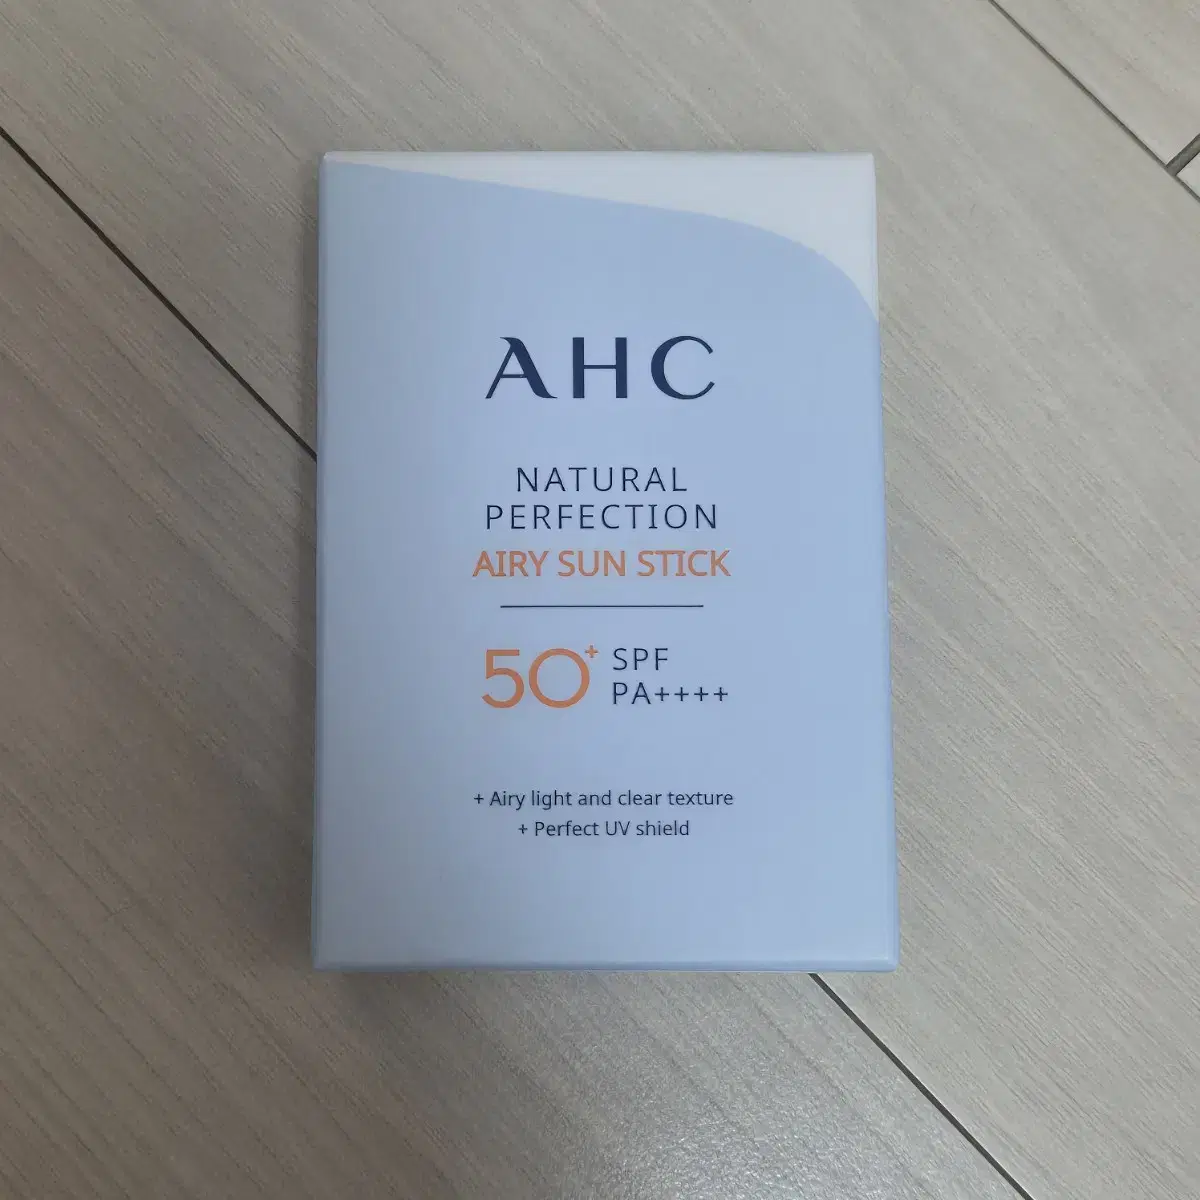 AHC
NATURAL
PERFECTION
AIRY SUN STICK
50+ SPF
PA++++
+ Airy light and clear texture
+ Perfect UV shield